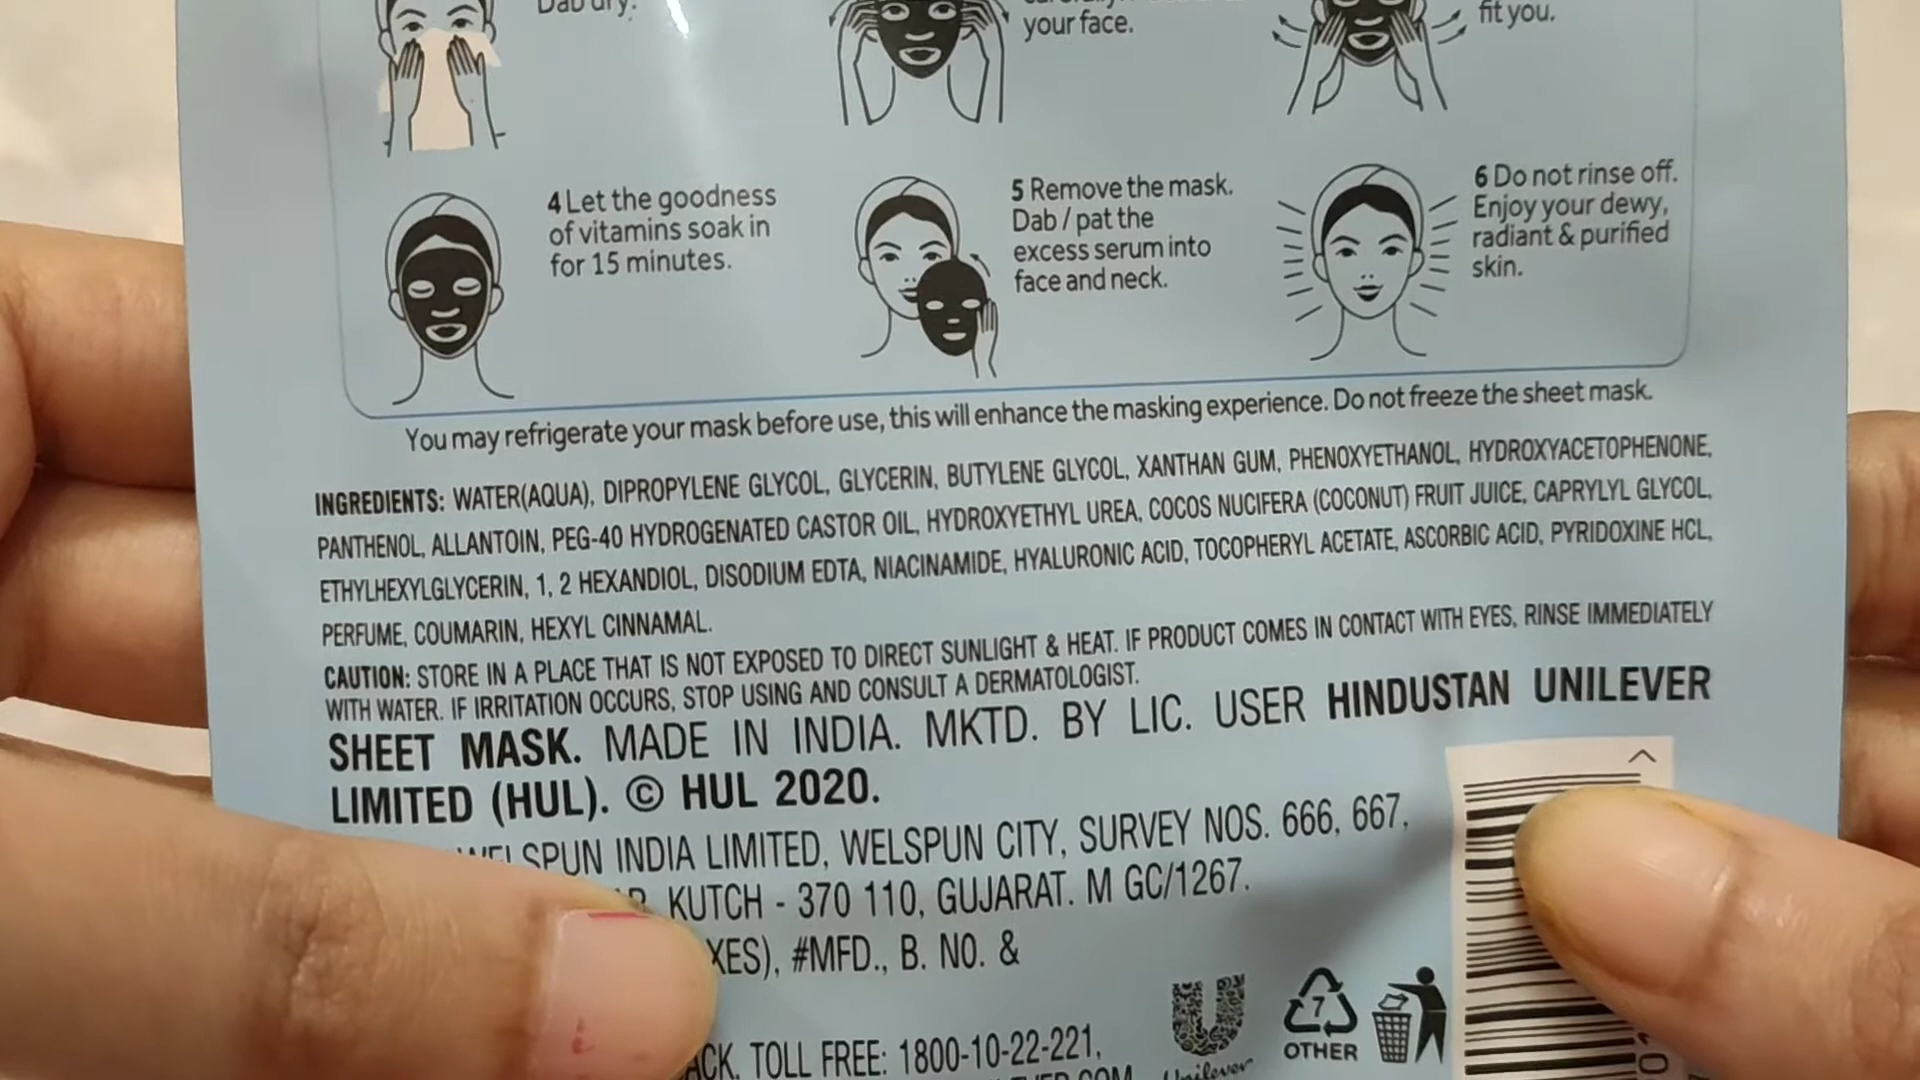 Dab dry.
your face.
fit you.
4 Let the goodness
of vitamins soak in
for 15 minutes.
5 Remove the mask.
Dab / pat the
excess serum into
face and neck.
6 Do not rinse off.
Enjoy your dewy,
radiant & purified
skin.
You may refrigerate your mask before use, this will enhance the masking experience. Do not freeze the sheet mask.
INGREDIENTS: WATER(AQUA), DIPROPYLENE GLYCOL, GLYCERIN, BUTYLENE GLYCOL, XANTHAN GUM, PHENOXYETHANOL, HYDROXYACETOPHENONE,
PANTHENOL, ALLANTOIN, PEG-40 HYDROGENATED CASTOR OIL, HYDROXYETHYL UREA, COCOS NUCIFERA (COCONUT) FRUIT JUICE, CAPRYLYL GLYCOL,
ETHYLHEXYLGLYCERIN, 1, 2 HEXANDIOL, DISODIUM EDTA, NIACINAMIDE, HYALURONIC ACID, TOCOPHERYL ACETATE, ASCORBIC ACID, PYRIDOXINE HCL,
PERFUME, COUMARIN, HEXYL CINNAMAL.
CAUTION: STORE IN A PLACE THAT IS NOT EXPOSED TO DIRECT SUNLIGHT & HEAT. IF PRODUCT COMES IN CONTACT WITH EYES, RINSE IMMEDIATELY
WITH WATER. IF IRRITATION OCCURS, STOP USING AND CONSULT A DERMATOLOGIST.
SHEET MASK. MADE IN INDIA. MKTD. BY LIC. USER HINDUSTAN UNILEVER
LIMITED (HUL). © HUL 2020.
WELSPUN INDIA LIMITED, WELSPUN CITY, SURVEY NOS. 666, 667,
KUTCH - 370 110, GUJARAT. M GC/1267.
XES), #MFD., B. NO. &
TOLL FREE: 1800-10-22-221,
Unilever
7
OTHER